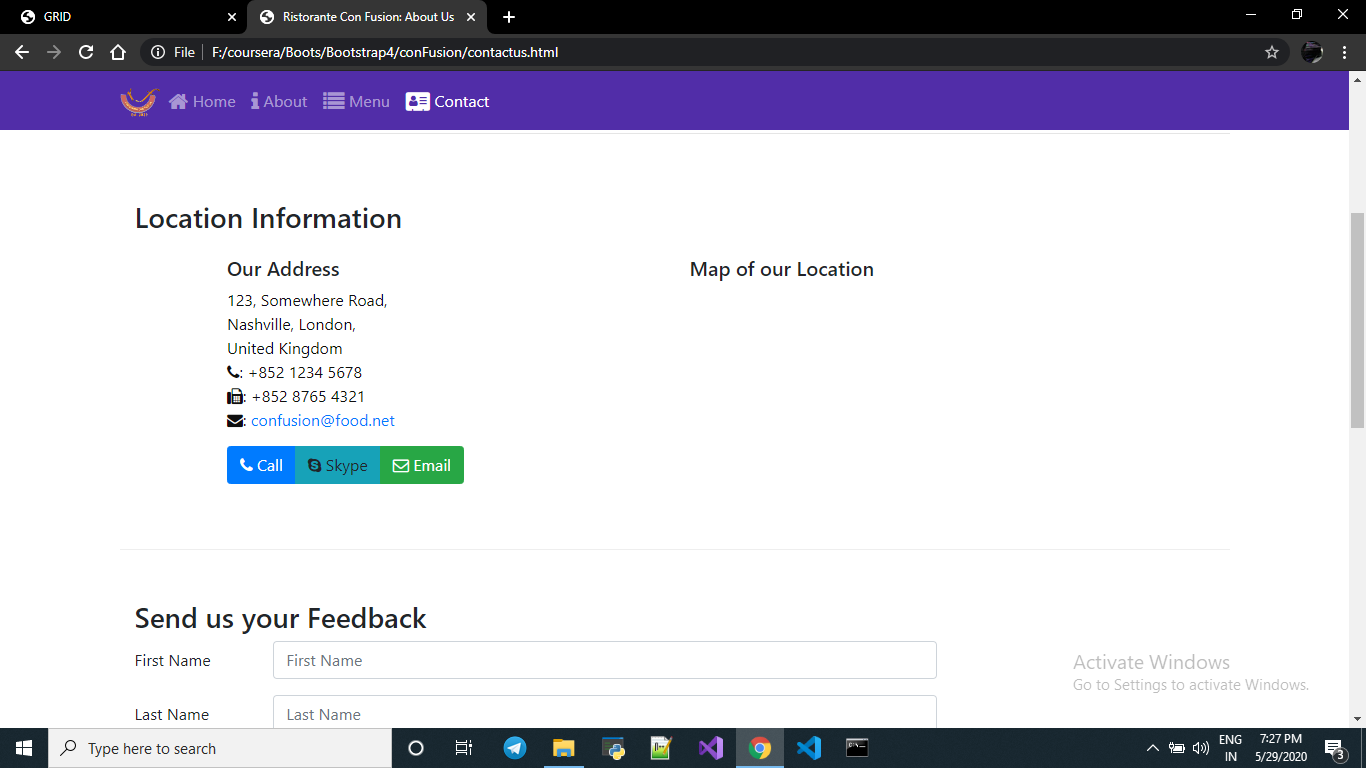 GRID
Ristorante Con Fusion: About Us
File F:/coursera/Boots/Bootstrap4/conFusion/contactus.html
Home About Menu Contact
Location Information
Our Address
123, Somewhere Road,
Nashville, London,
United Kingdom
: +852 1234 5678
: +852 8765 4321
: confusion@food.net
Call Skype Email
Map of our Location
Send us your Feedback
First Name First Name
Last Name Last Name
Activate Windows
Go to Settings to activate Windows.
Type here to search
ENG
IN
7:27 PM
5/29/2020
3